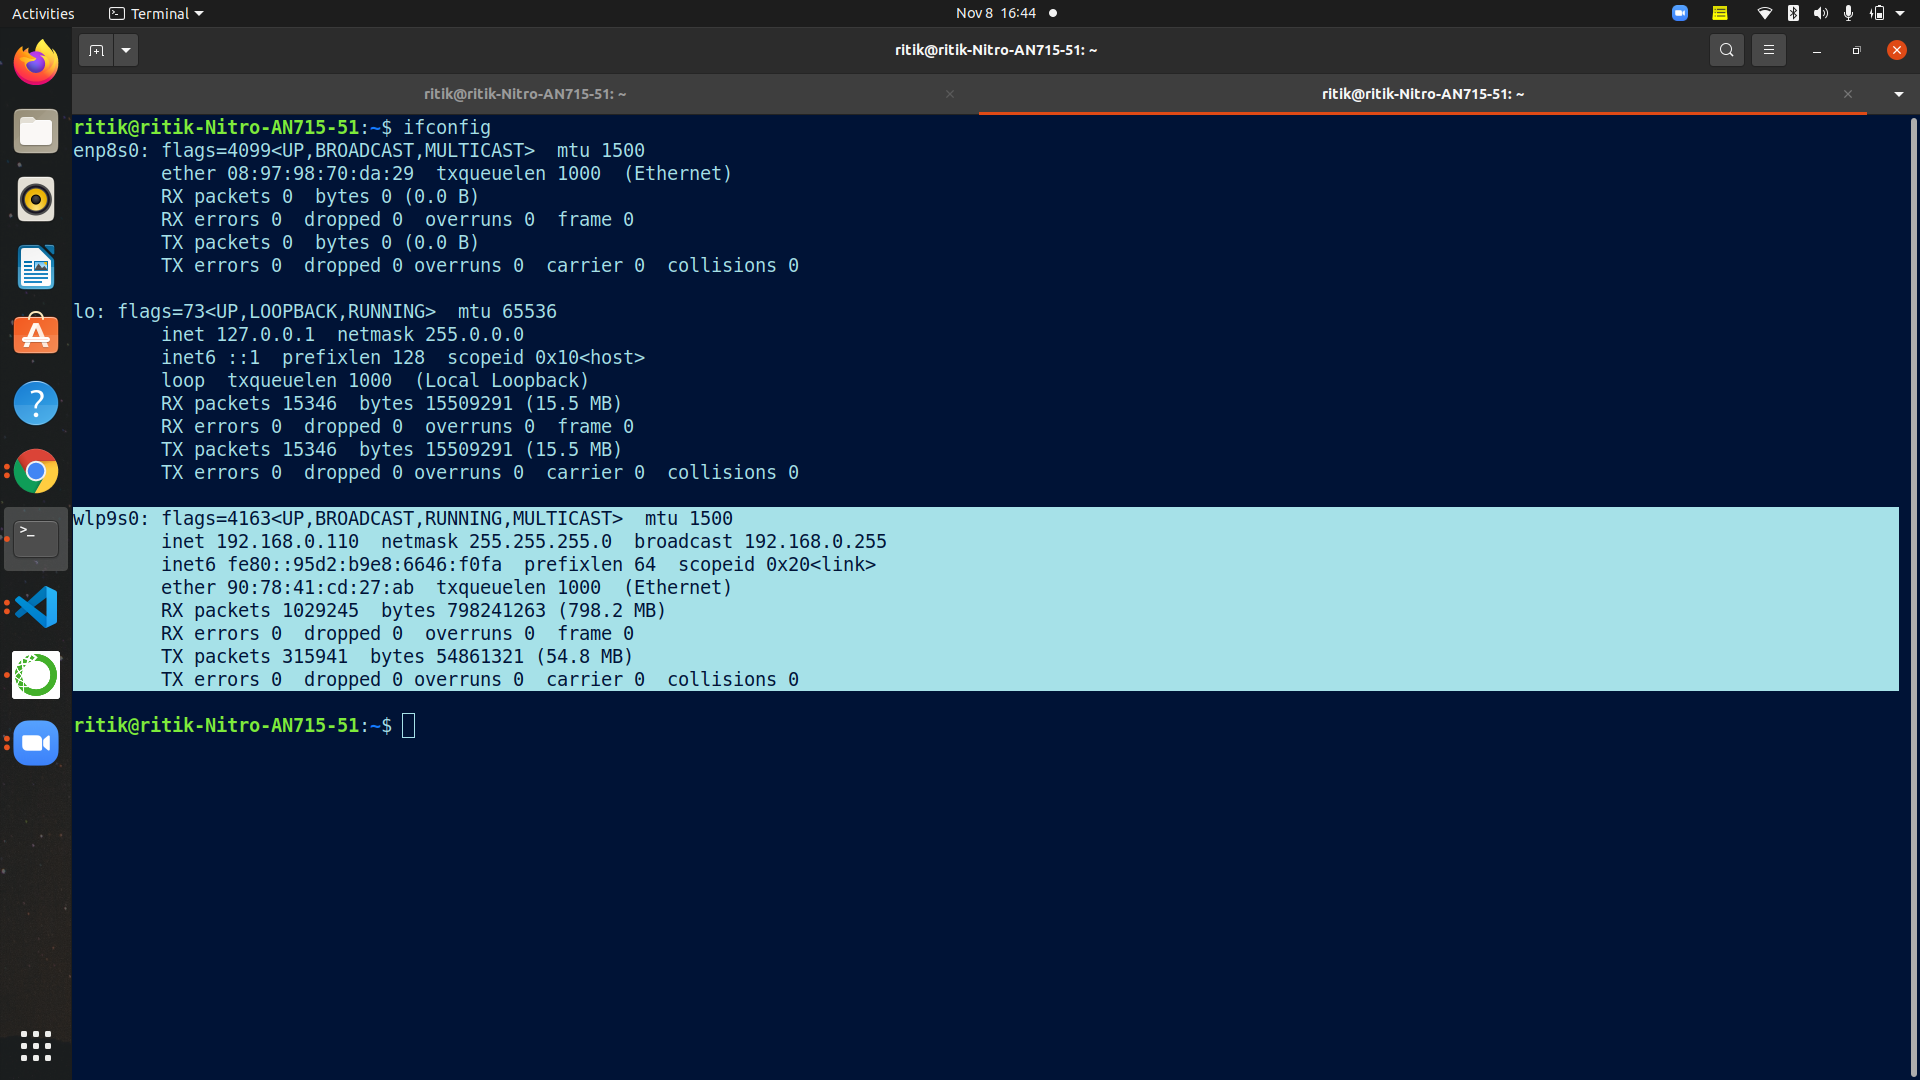 Activities Terminal Nov 8 16:44
ritik@ritik-Nitro-AN715-51: ~
ritik@ritik-Nitro-AN715-51: ~ ritik@ritik-Nitro-AN715-51: ~
ritik@ritik-Nitro-AN715-51:~$ ifconfig
enp8s0: flags=4099<UP,BROADCAST,MULTICAST>  mtu 1500
        ether 08:97:98:70:da:29  txqueuelen 1000  (Ethernet)
        RX packets 0  bytes 0 (0.0 B)
        RX errors 0  dropped 0  overruns 0  frame 0
        TX packets 0  bytes 0 (0.0 B)
        TX errors 0  dropped 0 overruns 0  carrier 0  collisions 0

lo: flags=73<UP,LOOPBACK,RUNNING>  mtu 65536
        inet 127.0.0.1  netmask 255.0.0.0
        inet6 ::1  prefixlen 128  scopeid 0x10<host>
        loop  txqueuelen 1000  (Local Loopback)
        RX packets 15346  bytes 15509291 (15.5 MB)
        RX errors 0  dropped 0  overruns 0  frame 0
        TX packets 15346  bytes 15509291 (15.5 MB)
        TX errors 0  dropped 0 overruns 0  carrier 0  collisions 0

wlp9s0: flags=4163<UP,BROADCAST,RUNNING,MULTICAST>  mtu 1500
        inet 192.168.0.110  netmask 255.255.255.0  broadcast 192.168.0.255
        inet6 fe80::95d2:b9e8:6646:f0fa  prefixlen 64  scopeid 0x20<link>
        ether 90:78:41:cd:27:ab  txqueuelen 1000  (Ethernet)
        RX packets 1029245  bytes 798241263 (798.2 MB)
        RX errors 0  dropped 0  overruns 0  frame 0
        TX packets 315941  bytes 54861321 (54.8 MB)
        TX errors 0  dropped 0 overruns 0  carrier 0  collisions 0

ritik@ritik-Nitro-AN715-51:~$